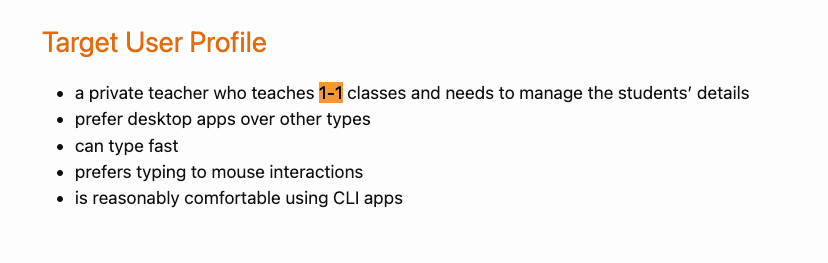 Target User Profile
• a private teacher who teaches 1-1 classes and needs to manage the students’ details
• prefer desktop apps over other types
• can type fast
• prefers typing to mouse interactions
• is reasonably comfortable using CLI apps